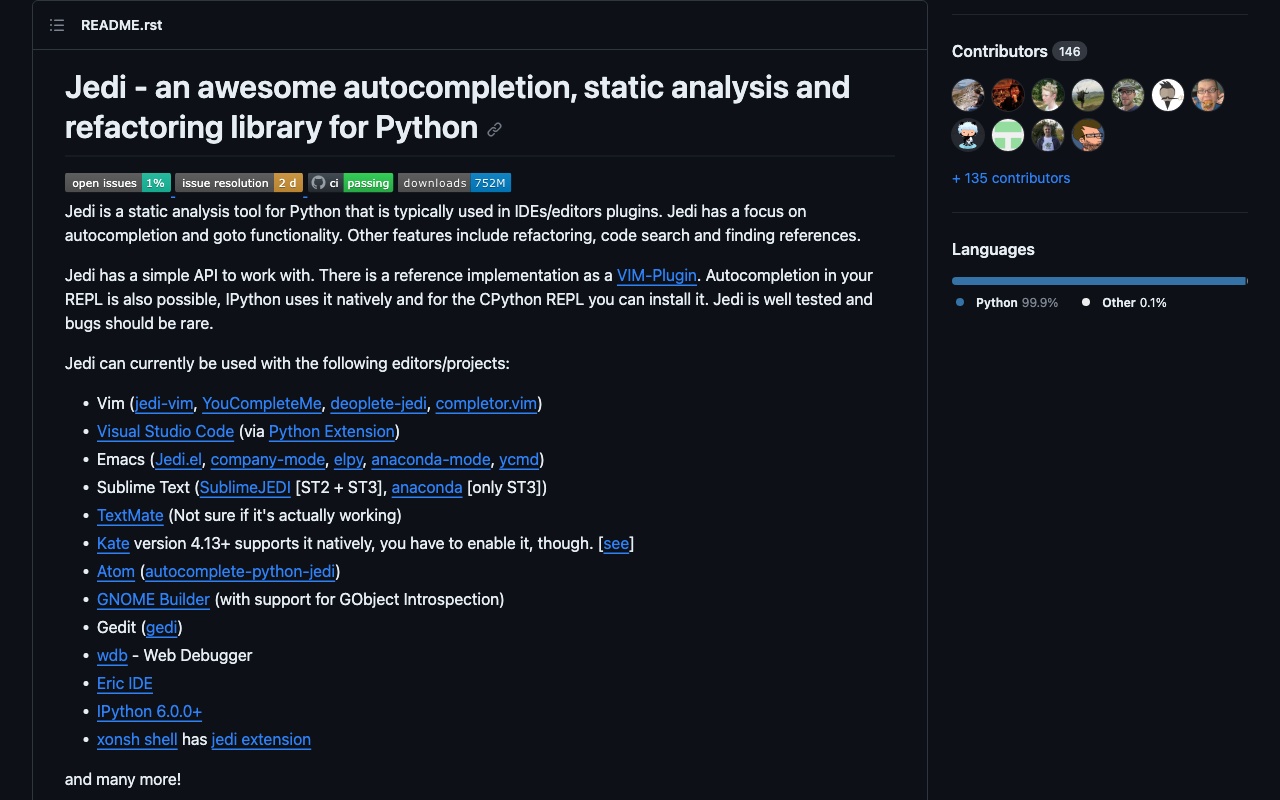 README.rst
Jedi - an awesome autocompletion, static analysis and
refactoring library for Python
open issues 1% issue resolution 2 d ci passing downloads 752M
Jedi is a static analysis tool for Python that is typically used in IDEs/editors plugins. Jedi has a focus on
autocompletion and goto functionality. Other features include refactoring, code search and finding references.
Jedi has a simple API to work with. There is a reference implementation as a VIM-Plugin. Autocompletion in your
REPL is also possible, IPython uses it natively and for the CPython REPL you can install it. Jedi is well tested and
bugs should be rare.
Jedi can currently be used with the following editors/projects:
• Vim (jedi-vim, YouCompleteMe, deoplete-jedi, completor.vim)
• Visual Studio Code (via Python Extension)
• Emacs (Jedi.el, company-mode, elpy, anaconda-mode, ycmd)
• Sublime Text (SublimeJEDI [ST2 + ST3], anaconda [only ST3])
• TextMate (Not sure if it's actually working)
• Kate version 4.13+ supports it natively, you have to enable it, though. [see]
• Atom (autocomplete-python-jedi)
• GNOME Builder (with support for GObject Introspection)
• Gedit (gedi)
• wdb - Web Debugger
• Eric IDE
• IPython 6.0.0+
• xonsh shell has jedi extension
and many more!
Contributors 146
+ 135 contributors
Languages
Python 99.9% Other 0.1%